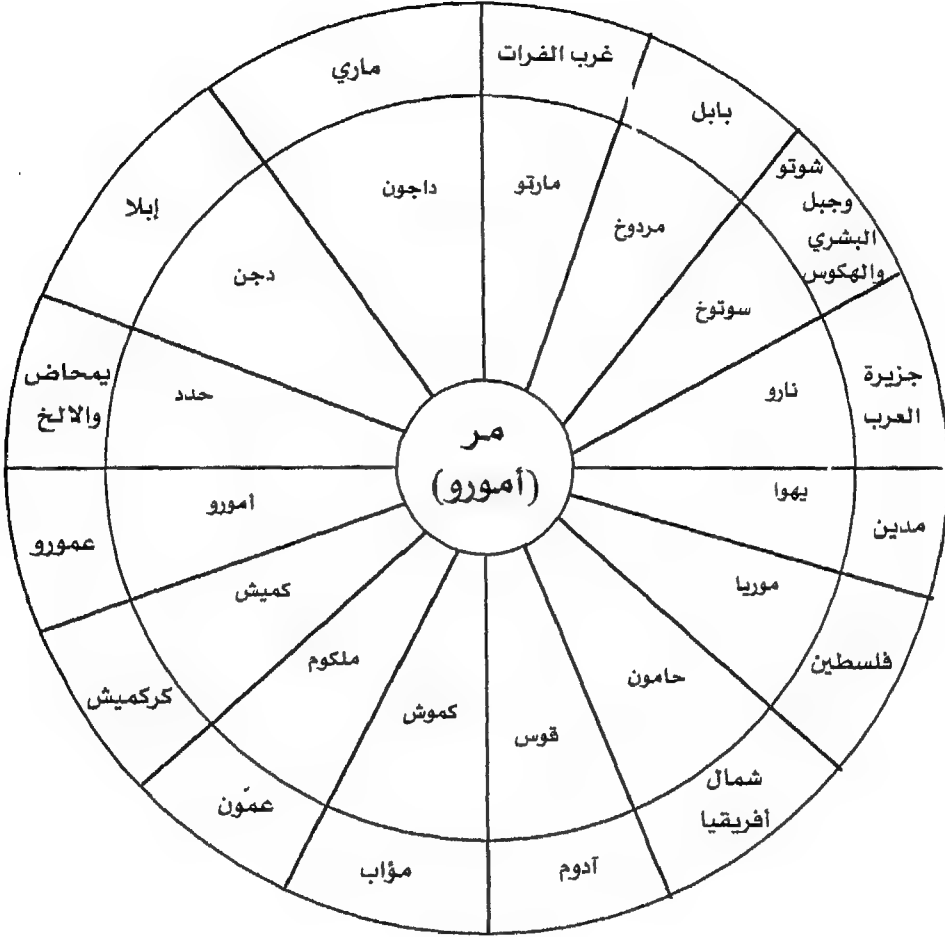 غرب الفرات
بابل
شوتو
وجبل
البشري
والهكوس
جزيرة
العرب
مدين
فلسطين
شمال
أفريقيا
آدوم
مؤاب
عمّون
كركميش
عمورو
يمحاض
والالخ
إبلا
ماري
مارتو
مردوخ
سوتوخ
نارو
يهوا
موريا
حامون
قوس
كموش
ملكوم
كميش
أمورو
حدد
دجن
داجون
مر
(أمورو)